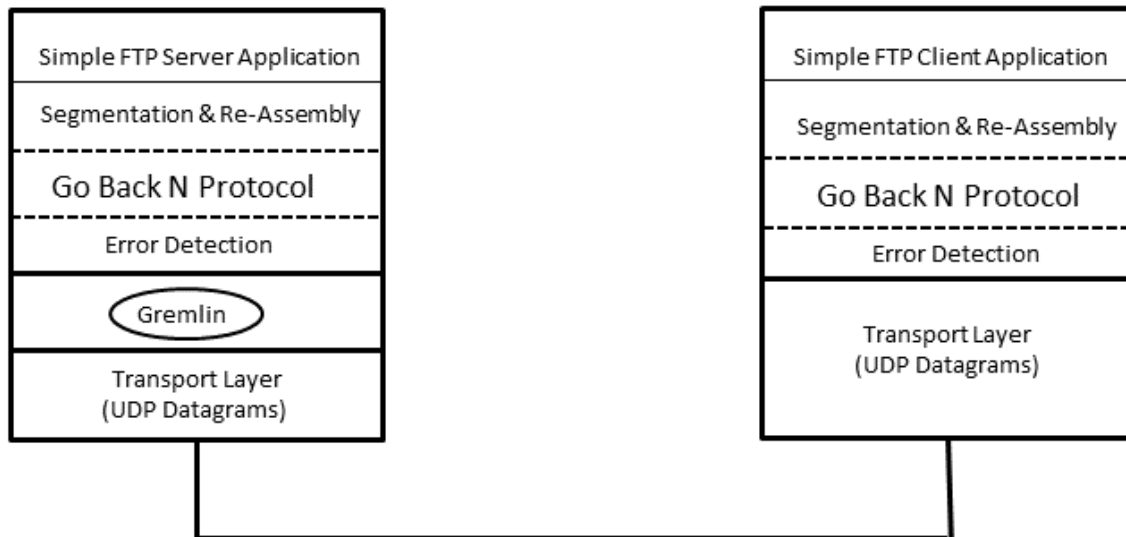 Simple FTP Server Application
Segmentation & Re-Assembly
Go Back N Protocol
Error Detection
Gremlin
Transport Layer
(UDP Datagrams)
Simple FTP Client Application
Segmentation & Re-Assembly
Go Back N Protocol
Error Detection
Transport Layer
(UDP Datagrams)